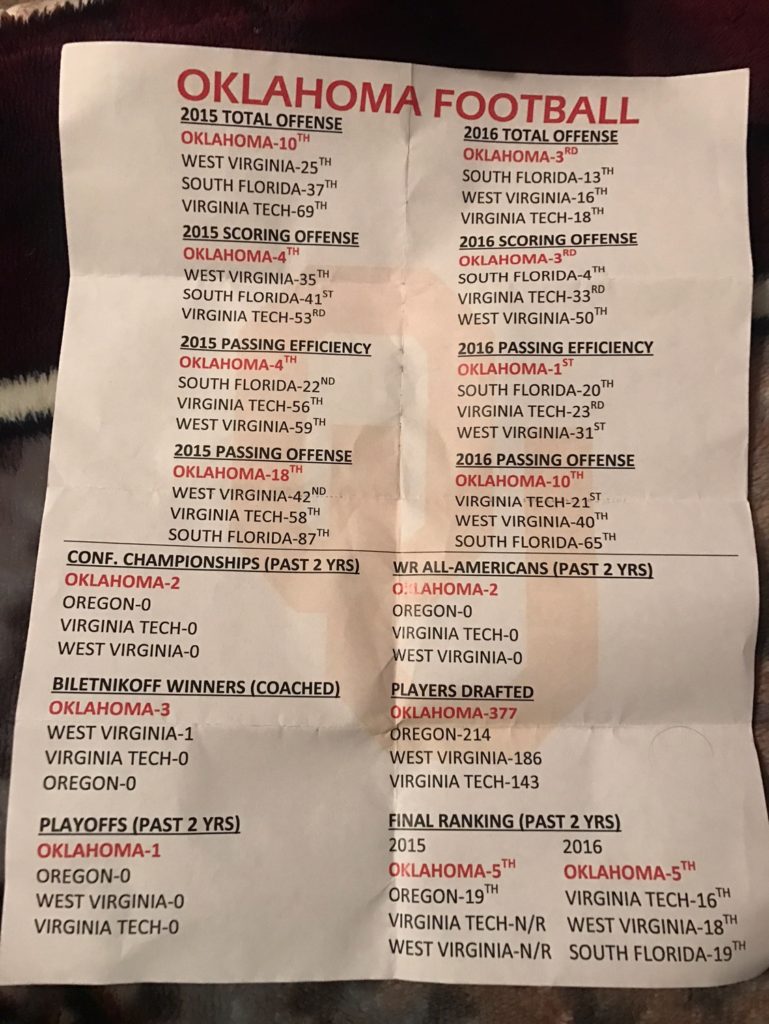 OKLAHOMA FOOTBALL
2015 TOTAL OFFENSE
OKLAHOMA-10TH
WEST VIRGINIA-25TH
SOUTH FLORIDA-37TH
VIRGINIA TECH-69TH
2015 SCORING OFFENSE
OKLAHOMA-4TH
WEST VIRGINIA-35TH
SOUTH FLORIDA-41ST
VIRGINIA TECH-53RD
2015 PASSING EFFICIENCY
OKLAHOMA-4TH
SOUTH FLORIDA-22ND
VIRGINIA TECH-56TH
WEST VIRGINIA-59TH
2015 PASSING OFFENSE
OKLAHOMA-18TH
WEST VIRGINIA-42ND
VIRGINIA TECH-58TH
SOUTH FLORIDA-87TH
2016 TOTAL OFFENSE
OKLAHOMA-3RD
SOUTH FLORIDA-13TH
WEST VIRGINIA-16TH
VIRGINIA TECH-18TH
2016 SCORING OFFENSE
OKLAHOMA-3RD
SOUTH FLORIDA-4TH
VIRGINIA TECH-33RD
WEST VIRGINIA-50TH
2016 PASSING EFFICIENCY
OKLAHOMA-1ST
SOUTH FLORIDA-20TH
VIRGINIA TECH-23RD
WEST VIRGINIA-31ST
2016 PASSING OFFENSE
OKLAHOMA-10TH
VIRGINIA TECH-21ST
WEST VIRGINIA-40TH
SOUTH FLORIDA-65TH
CONF. CHAMPIONSHIPS (PAST 2 YRS)
OKLAHOMA-2
OREGON-0
VIRGINIA TECH-0
WEST VIRGINIA-0
BILETNIKOFF WINNERS (COACHED)
OKLAHOMA-3
WEST VIRGINIA-1
VIRGINIA TECH-0
OREGON-0
PLAYOFFS (PAST 2 YRS)
OKLAHOMA-1
OREGON-0
WEST VIRGINIA-0
VIRGINIA TECH-0
WR ALL-AMERICANS (PAST 2 YRS)
OKLAHOMA-2
OREGON-0
VIRGINIA TECH-0
WEST VIRGINIA-0
PLAYERS DRAFTED
OKLAHOMA-377
OREGON-214
WEST VIRGINIA-186
VIRGINIA TECH-143
FINAL RANKING (PAST 2 YRS)
2015
OKLAHOMA-5TH
OREGON-19TH
VIRGINIA TECH-N/R
WEST VIRGINIA-N/R
2016
OKLAHOMA-5TH
VIRGINIA TECH-16TH
WEST VIRGINIA-18TH
SOUTH FLORIDA-19TH